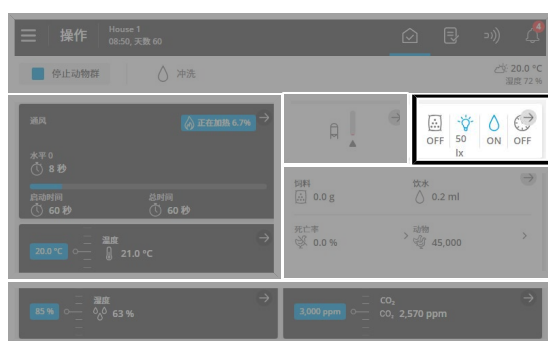 操作
House 1
08:50, 天数 60
4
停止动物群
冲洗
20.0 °C
湿度 72 %
通风
正在加热 6.7%
水平 0
8 秒
启动时间
总时间
60 秒
60 秒
OFF
50 lx
ON
OFF
饲料
饮水
0.0 g
0.2 ml
死亡率
动物
0.0 %
45,000
20.0 °C
温度
21.0 °C
85 %
湿度
63 %
3,000 ppm
CO₂
CO₂ 2,570 ppm